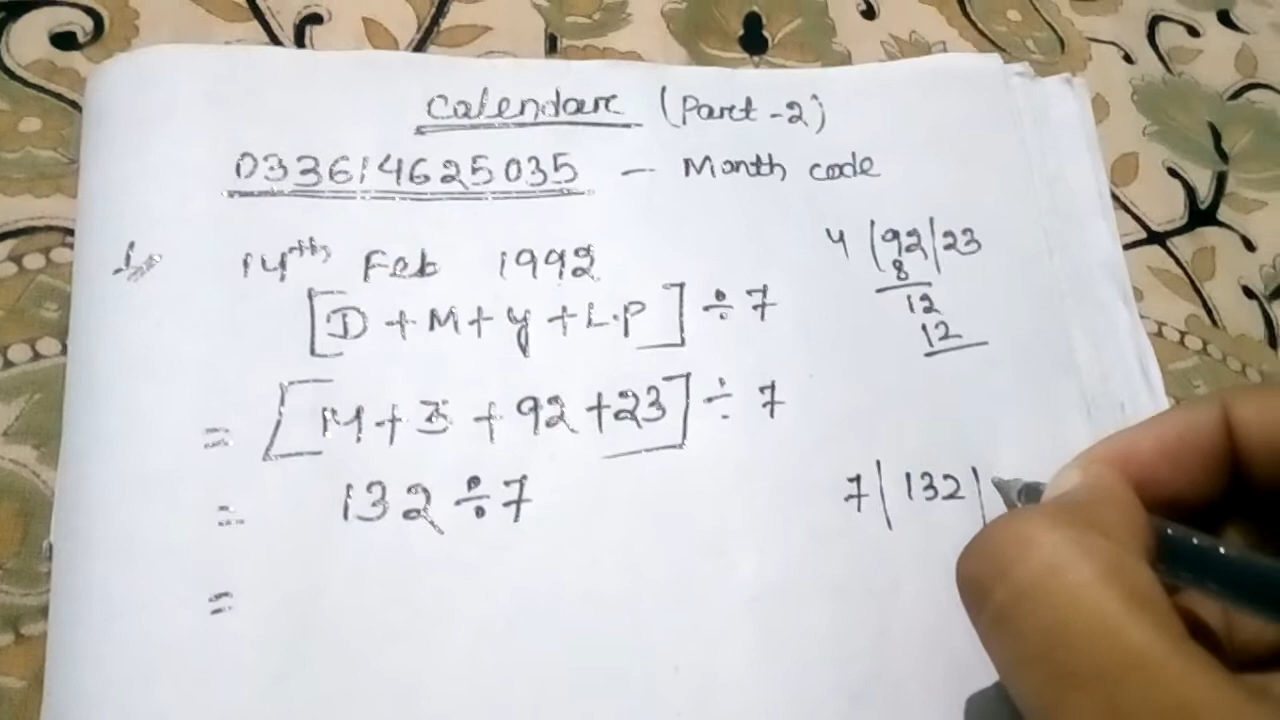 Calendar (Part-2)
033614625035 — Month code
1. 14th Feb 1992
[D + M + y + L.P] ÷ 7
4 (92) 23
8
12
12
= [14 + 3 + 92 + 23] ÷ 7
= 132 ÷ 7
7 | 132 |
=